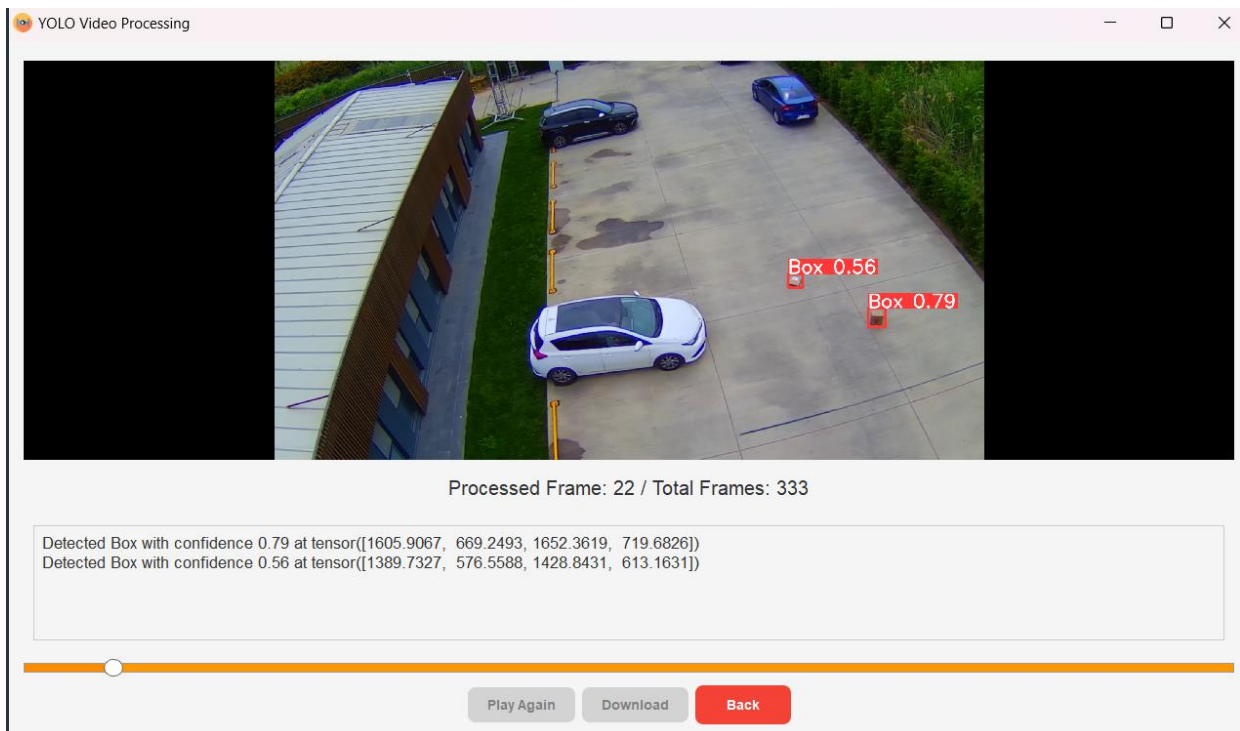 YOLO Video Processing
Box 0.56
Box 0.79
Processed Frame: 22 / Total Frames: 333
Detected Box with confidence 0.79 at tensor([1605.9067,  669.2493, 1652.3619,  719.6826])
Detected Box with confidence 0.56 at tensor([1389.7327,  576.5588, 1428.8431,  613.1631])
Play Again
Download
Back